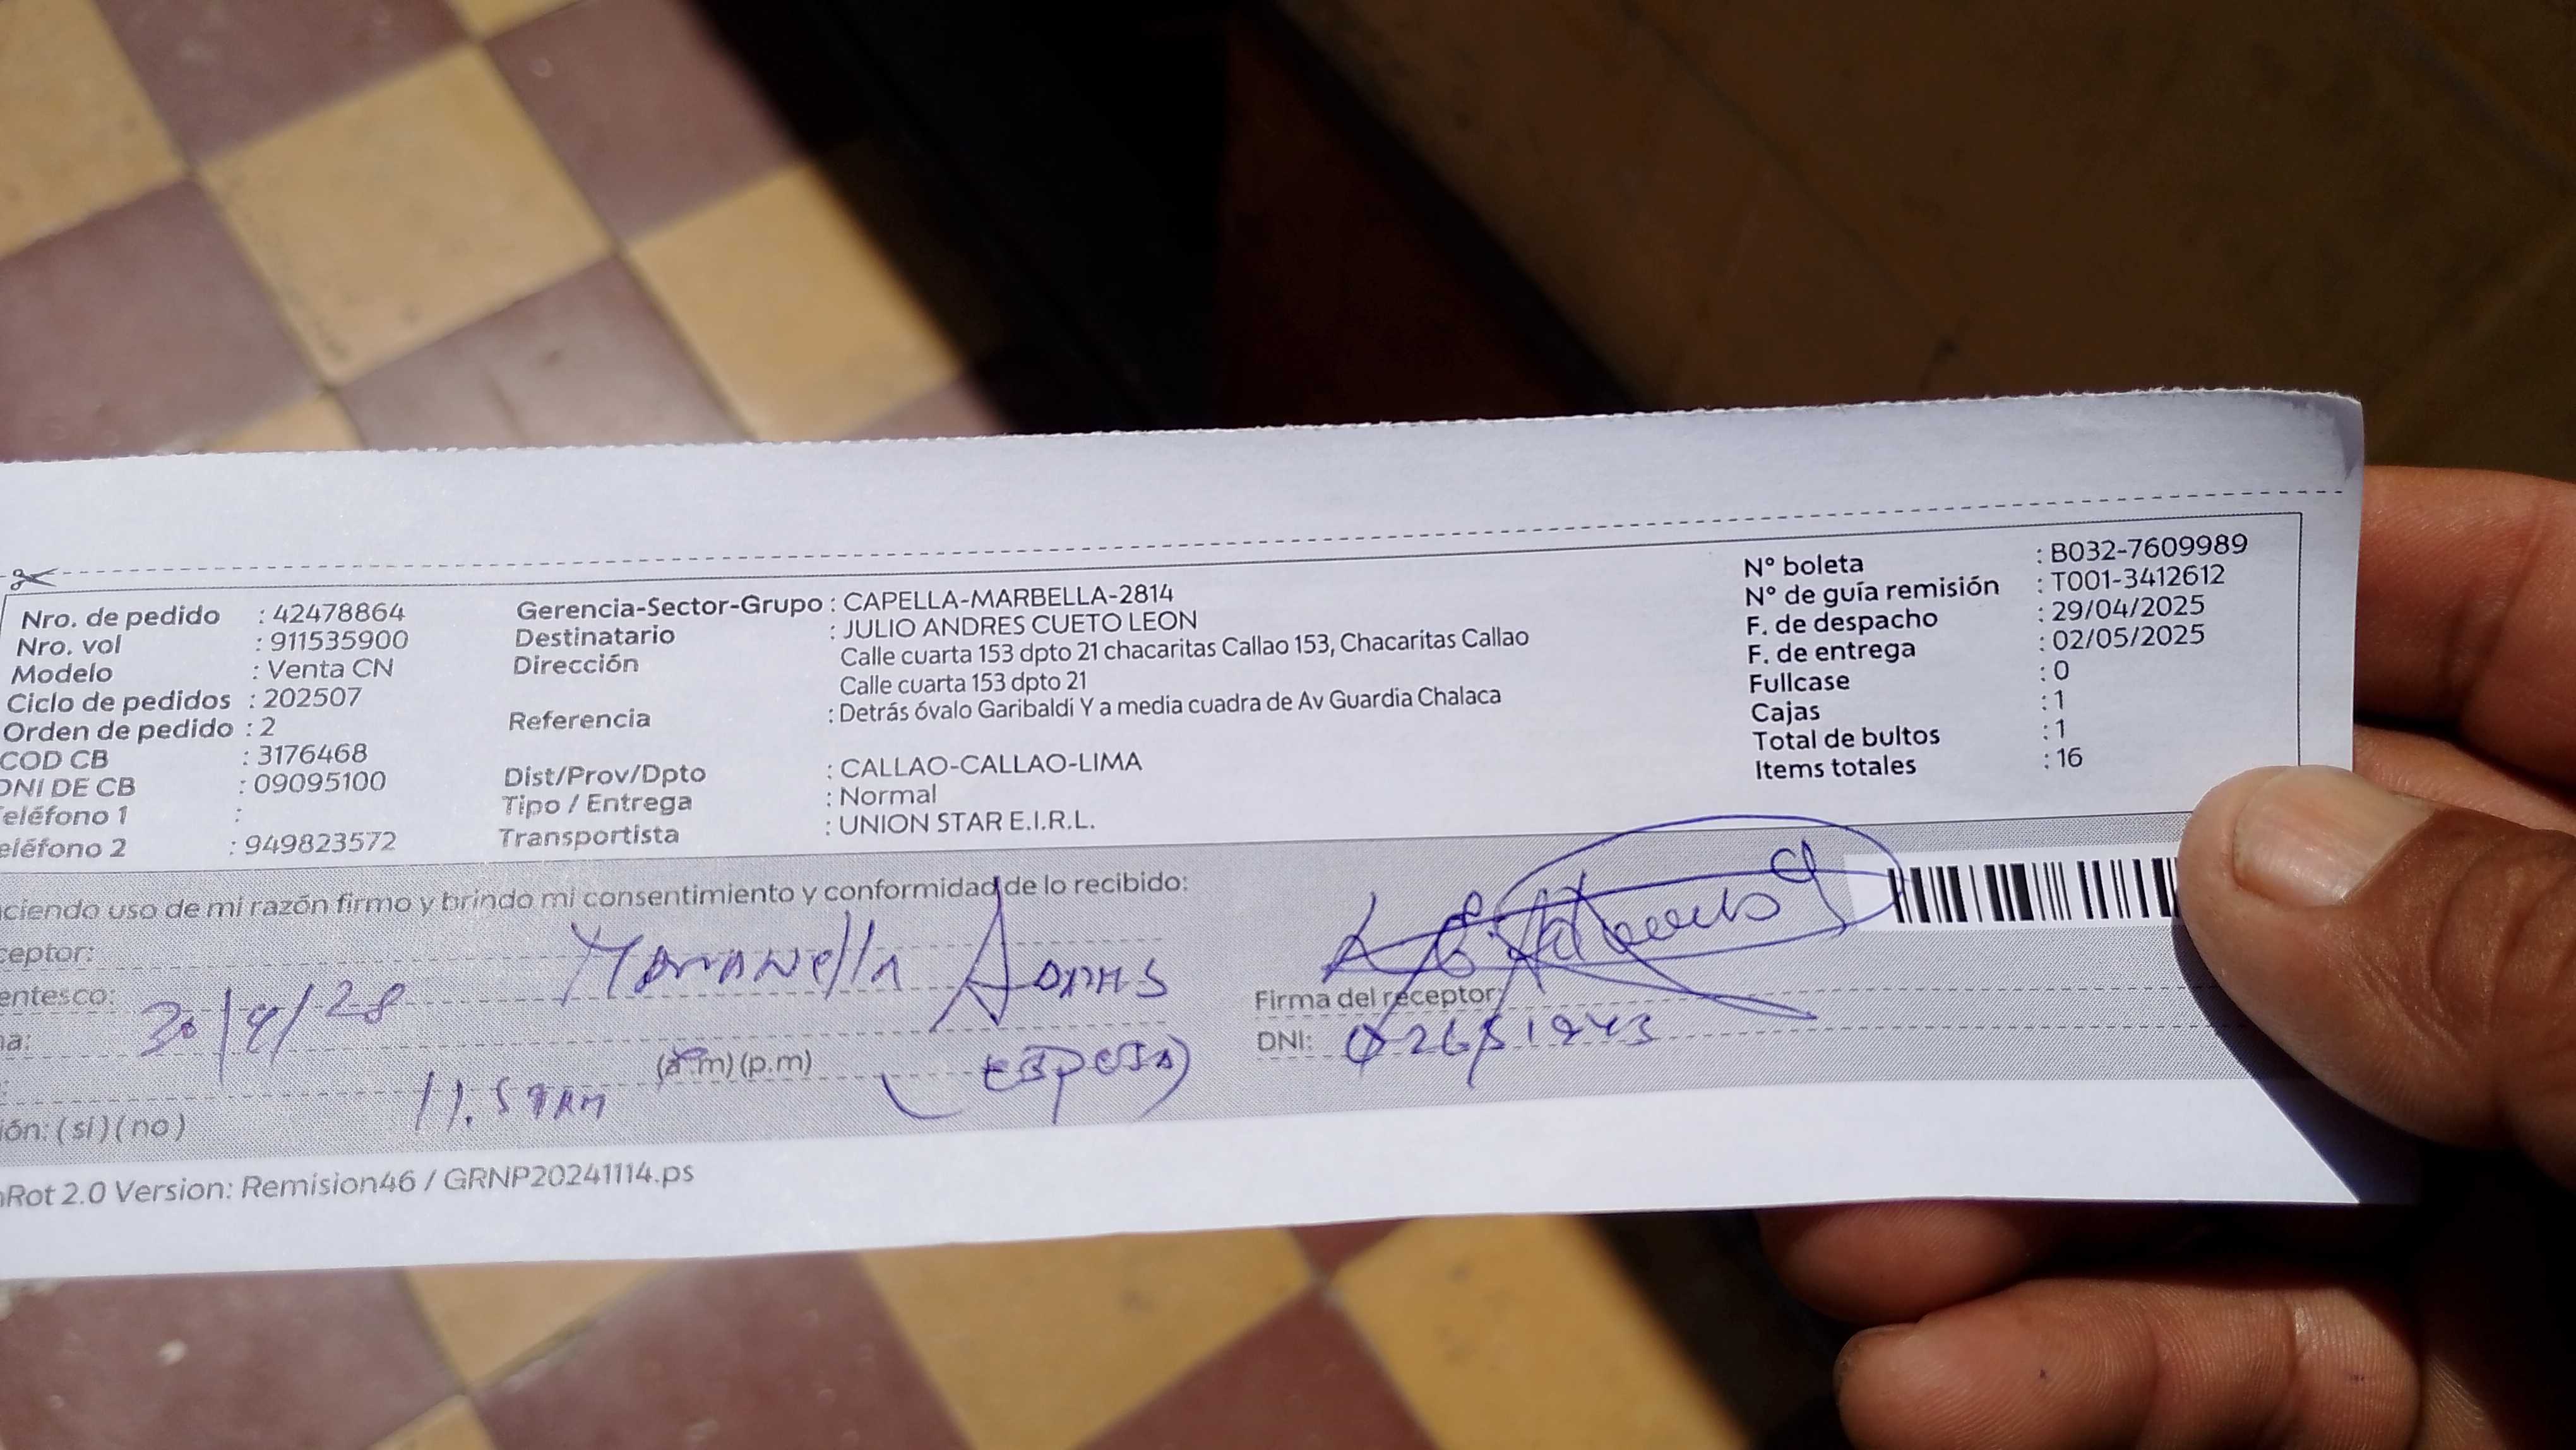 Nro. de pedido : 42478864
Nro. vol : 911535900
Modelo : Venta CN
Ciclo de pedidos : 202507
Orden de pedido : 2
COD CB : 3176468
DNI DE CB : 09095100
eléfono 1 :
eléfono 2 : 949823572
Gerencia-Sector-Grupo : CAPELLA-MARBELLA-2814
Destinatario : JULIO ANDRES CUETO LEON
Dirección Calle cuarta 153 dpto 21 chacaritas Callao 153, Chacaritas Callao
Calle cuarta 153 dpto 21
Referencia : Detrás óvalo Garibaldi Y a media cuadra de Av Guardia Chalaca
Dist/Prov/Dpto : CALLAO-CALLAO-LIMA
Tipo / Entrega : Normal
Transportista : UNION STAR E.I.R.L.
Nº boleta : B032-7609989
Nº de guía remisión : T001-3412612
F. de despacho : 29/04/2025
F. de entrega : 02/05/2025
Fullcase : 0
Cajas : 1
Total de bultos : 1
Items totales : 16
ciendo uso de mi razón firmo y brindo mi consentimiento y conformidad de lo recibido:
ceptor:
entesco: 30/4/28
na:
(a.m) (p.m)
ión: (si) (no)
Firma del receptor
DNI:
Rot 2.0 Version: Remision46 / GRNP20241114.ps